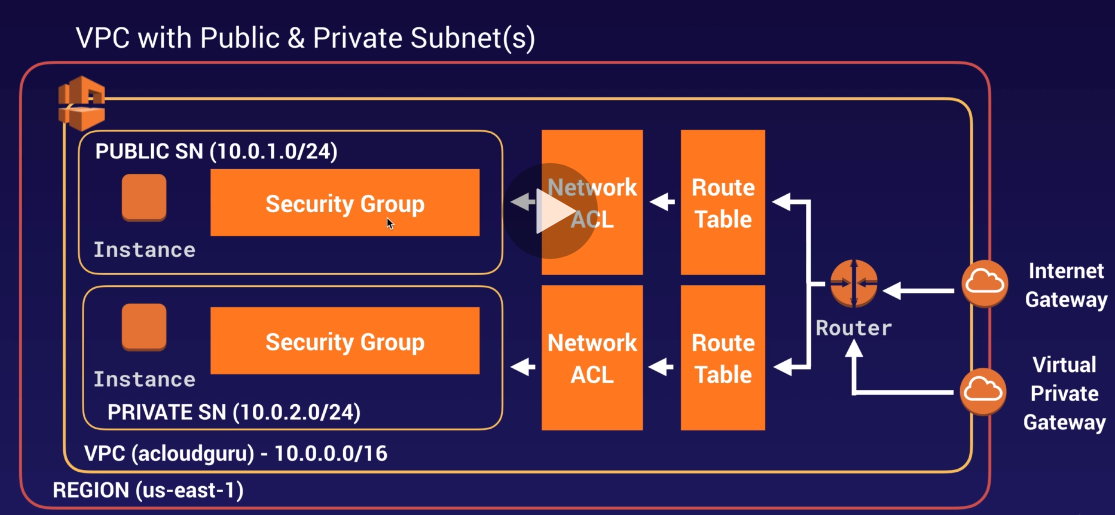 VPC with Public & Private Subnet(s)
PUBLIC SN (10.0.1.0/24)
Security Group
Instance
Network
ACL
Route
Table
Security Group
Instance
PRIVATE SN (10.0.2.0/24)
Network
ACL
Route
Table
Router
Internet
Gateway
Virtual
Private
Gateway
VPC (acloudguru) - 10.0.0.0/16
REGION (us-east-1)